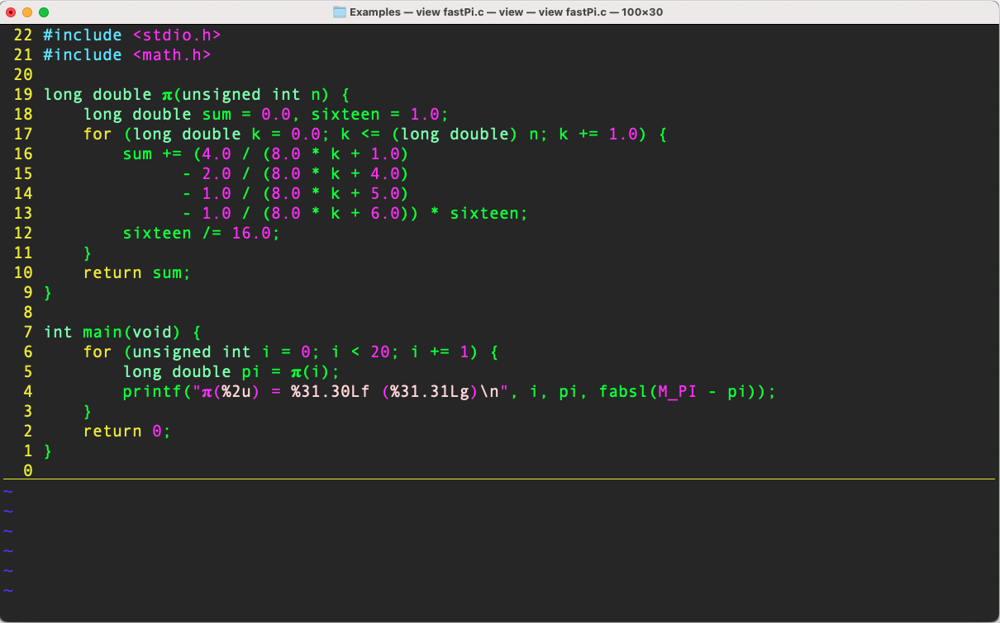 Examples — view fastPi.c — view — view fastPi.c — 100×30
22 #include <stdio.h>
21 #include <math.h>
20
19 long double π(unsigned int n) {
18     long double sum = 0.0, sixteen = 1.0;
17     for (long double k = 0.0; k <= (long double) n; k += 1.0) {
16         sum += (4.0 / (8.0 * k + 1.0)
15               - 2.0 / (8.0 * k + 4.0)
14               - 1.0 / (8.0 * k + 5.0)
13               - 1.0 / (8.0 * k + 6.0)) * sixteen;
12         sixteen /= 16.0;
11     }
10     return sum;
9 }
8
7 int main(void) {
6     for (unsigned int i = 0; i < 20; i += 1) {
5         long double pi = π(i);
4         printf("π(%2u) = %31.30Lf (%31.31Lg)\n", i, pi, fabsl(M_PI - pi));
3     }
2     return 0;
1 }
0
~
~
~
~
~
~